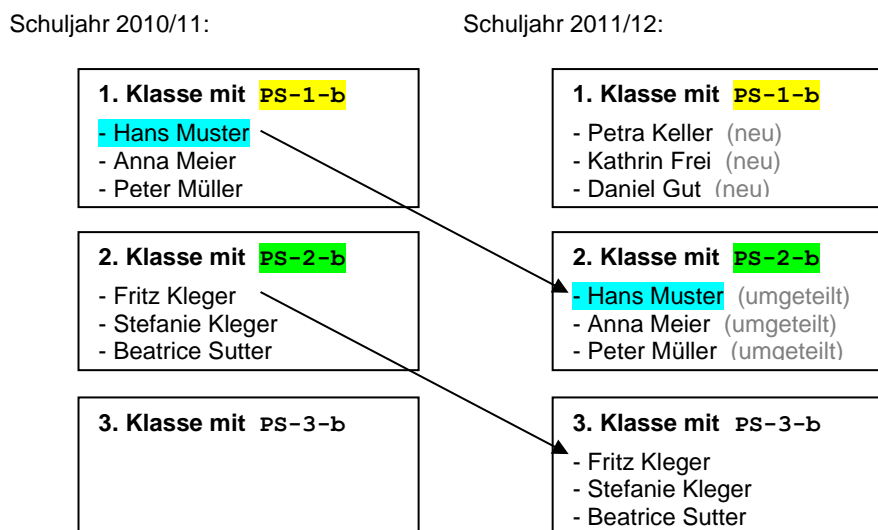 Schuljahr 2010/11:
1. Klasse mit PS-1-b
- Hans Muster
- Anna Meier
- Peter Müller
2. Klasse mit PS-2-b
- Fritz Kleger
- Stefanie Kleger
- Beatrice Sutter
3. Klasse mit PS-3-b
Schuljahr 2011/12:
1. Klasse mit PS-1-b
- Petra Keller (neu)
- Kathrin Frei (neu)
- Daniel Gut (neu)
2. Klasse mit PS-2-b
- Hans Muster (umgeteilt)
- Anna Meier (umgeteilt)
- Peter Müller (umgeteilt)
3. Klasse mit PS-3-b
- Fritz Kleger
- Stefanie Kleger
- Beatrice Sutter